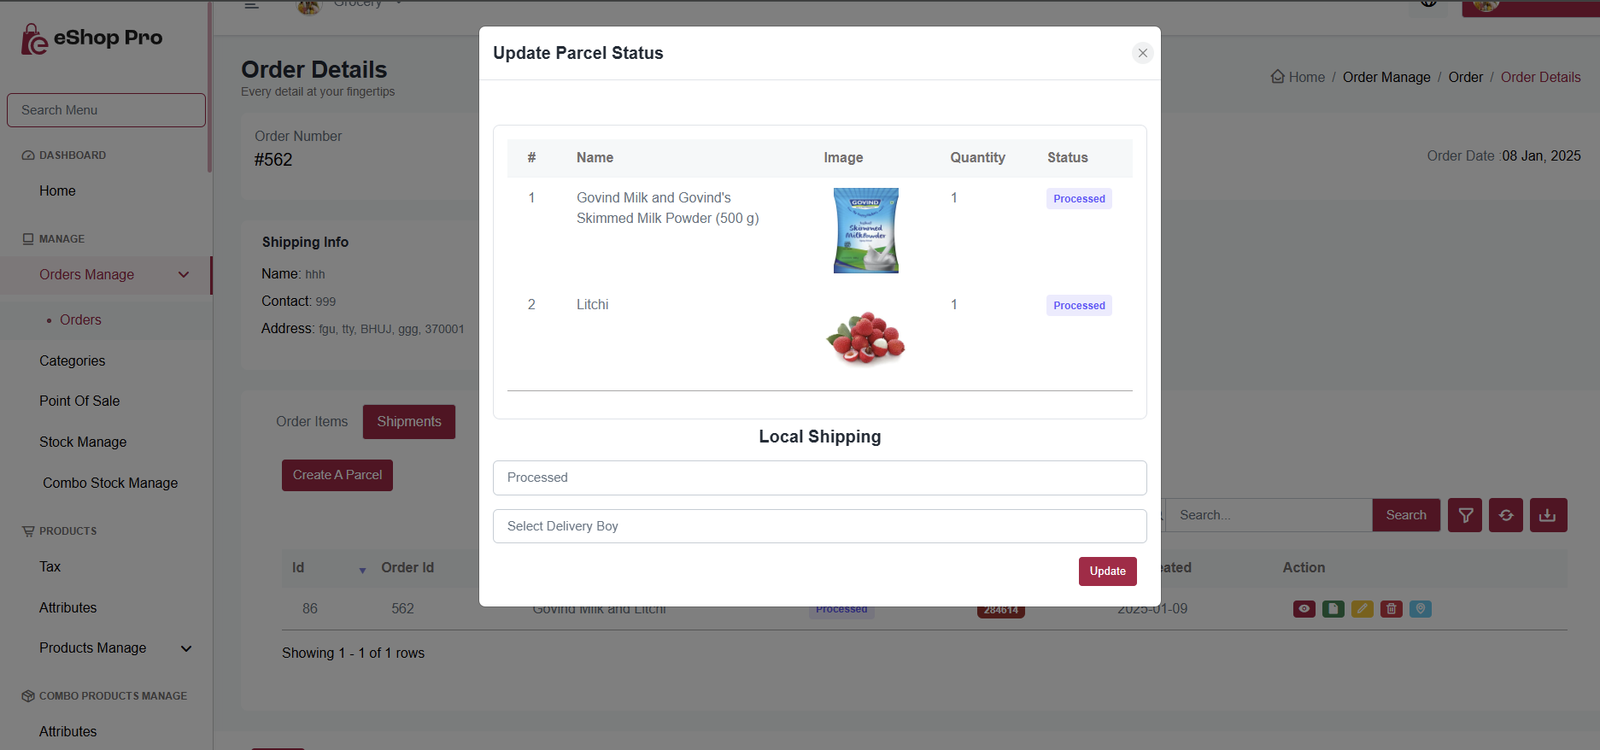 eShop Pro
Search Menu
DASHBOARD
Home
MANAGE
Orders Manage
Orders
Categories
Point Of Sale
Stock Manage
Combo Stock Manage
PRODUCTS
Tax
Attributes
Products Manage
COMBO PRODUCTS MANAGE
Attributes
Grocery
Order Details
Every detail at your fingertips
Home / Order Manage / Order / Order Details
Order Number
#562
Order Date :08 Jan, 2025
Shipping Info
Name: hhh
Contact: 999
Address: fgu, tty, BHUJ, ggg, 370001
Order Items Shipments
Create A Parcel
Search... Search
Id Order Id Action
86 562 Govind Milk and Litchi Processed 284614 2025-01-09
Showing 1 - 1 of 1 rows
Update Parcel Status
# Name Image Quantity Status
1 Govind Milk and Govind's 1 Processed
Skimmed Milk Powder (500 g)
GOVIND
Skimmed
MilkPowder
2 Litchi 1 Processed
Local Shipping
Processed
Select Delivery Boy
Update